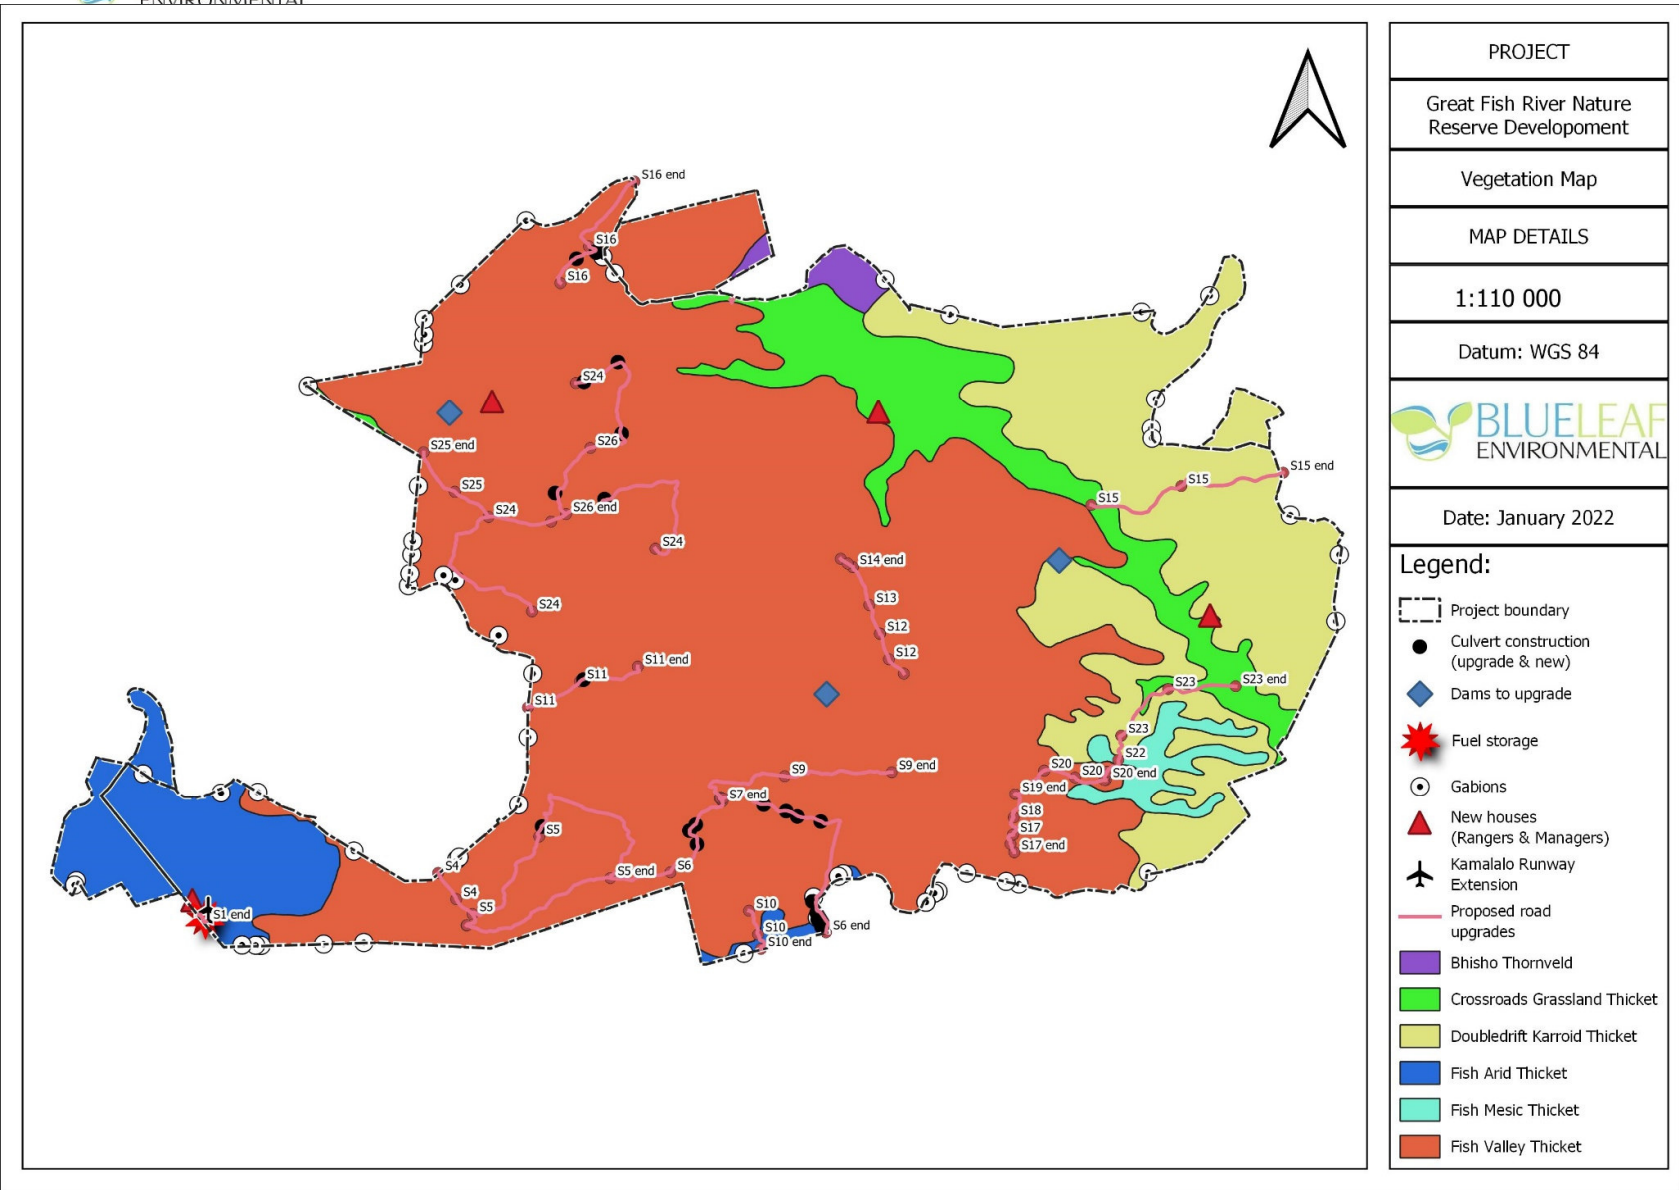 ENVIRONMENTAL
S16 end
S16
S16
S24
S26
S25 end
S25
S24
S26 end
S24
S24
S15 end
S15
S15
S14 end
S13
S12
S12
S11 end
S11
S11
S23
S23 end
S23
S22
S20
S20
S20 end
S19 end
S18
S17
S17 end
S9
S9 end
S7 end
S5
S6
S5 end
S4
S4
S5
S10
S10
S10 end
S6 end
S1 end
PROJECT
Great Fish River Nature
Reserve Developoment
Vegetation Map
MAP DETAILS
1:110 000
Datum: WGS 84
BLUELEAF
ENVIRONMENTAL
Date: January 2022
Legend:
Project boundary
Culvert construction
(upgrade & new)
Dams to upgrade
Fuel storage
Gabions
New houses
(Rangers & Managers)
Kamalalo Runway
Extension
Proposed road
upgrades
Bhisho Thornveld
Crossroads Grassland Thicket
Doubledrift Karroid Thicket
Fish Arid Thicket
Fish Mesic Thicket
Fish Valley Thicket